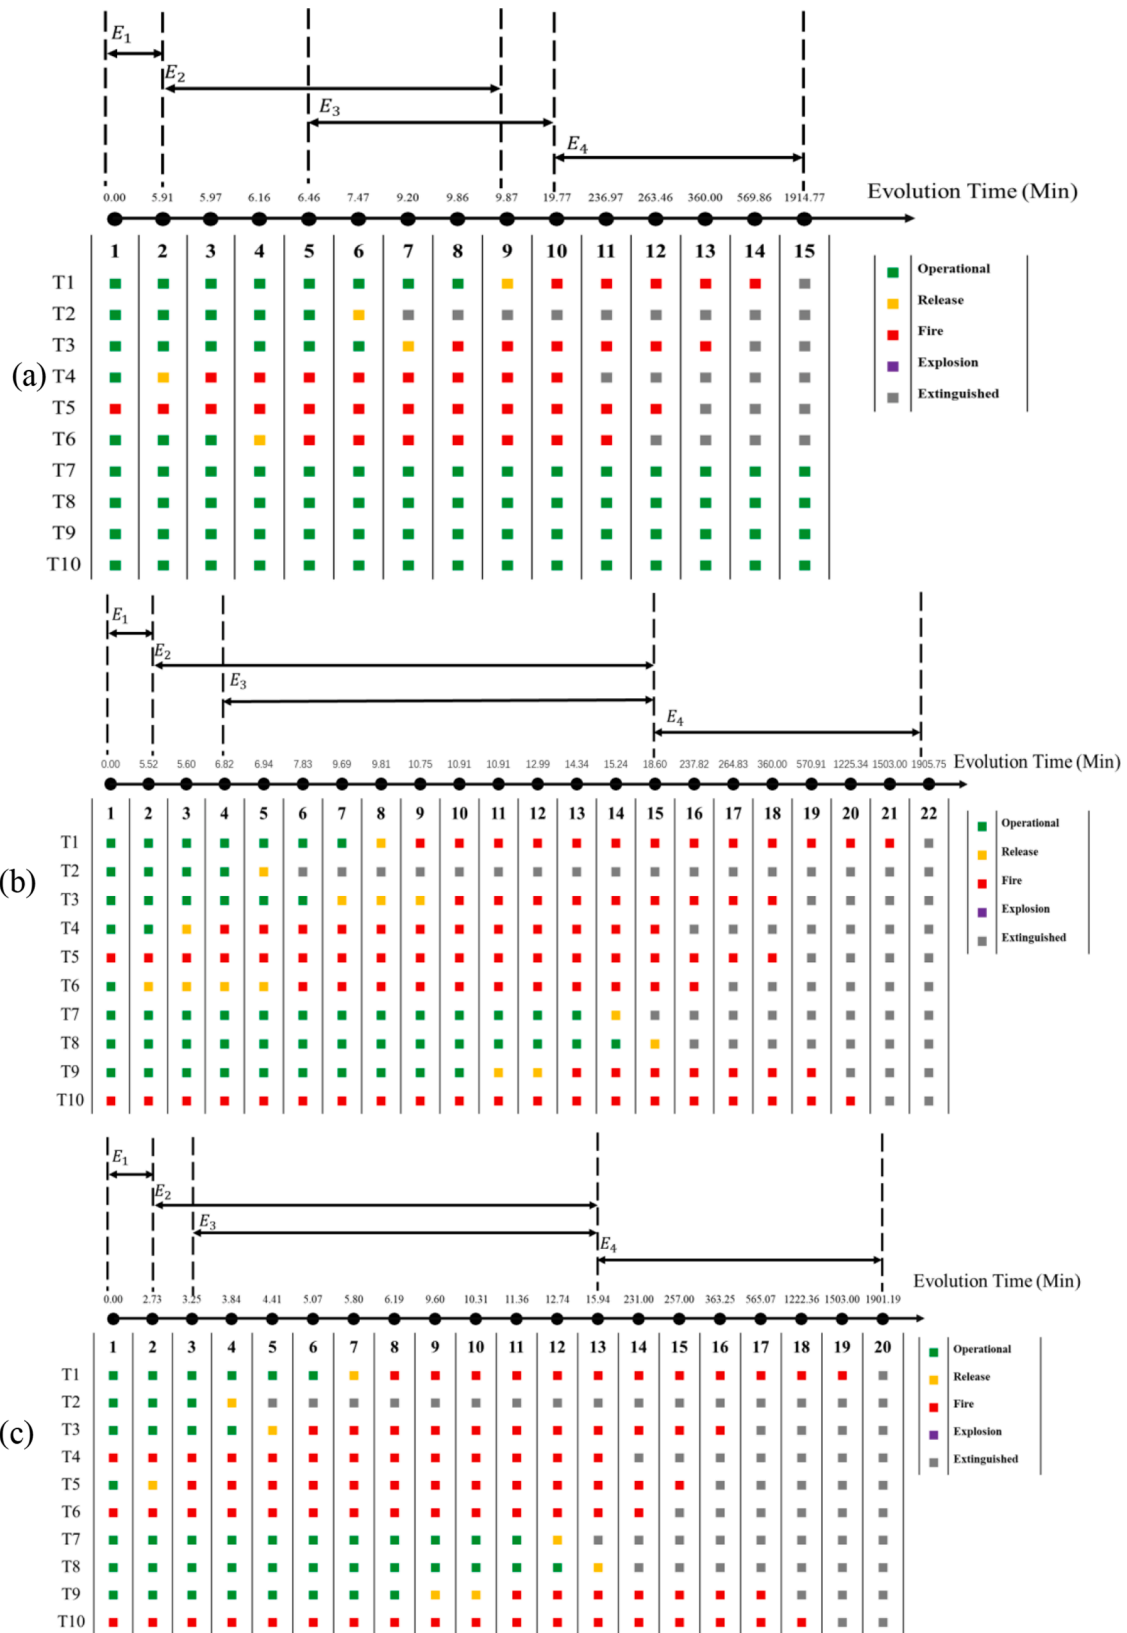 E1
E2
E3
E4
0.00 5.91 5.97 6.16 6.46 7.47 9.20 9.86 9.87 19.77 236.97 263.46 360.00 569.86 1914.77 Evolution Time (Min)
1 2 3 4 5 6 7 8 9 10 11 12 13 14 15
Operational
Release
Fire
Explosion
Extinguished
T1
T2
T3
(a) T4
T5
T6
T7
T8
T9
T10
E1
E2
E3
E4
0.00 5.52 5.60 6.82 6.94 7.83 9.69 9.81 10.75 10.91 10.91 12.99 14.34 15.24 18.60 237.82 264.83 360.00 570.91 1225.34 1503.00 1905.75 Evolution Time (Min)
1 2 3 4 5 6 7 8 9 10 11 12 13 14 15 16 17 18 19 20 21 22
Operational
Release
Fire
Explosion
Extinguished
T1
T2
(b) T3
T4
T5
T6
T7
T8
T9
T10
E1
E2
E3
E4
Evolution Time (Min)
0.00 2.73 3.25 3.84 4.41 5.07 5.80 6.19 9.60 10.31 11.36 12.74 15.94 231.00 257.00 363.25 565.07 1222.36 1503.00 1901.19
1 2 3 4 5 6 7 8 9 10 11 12 13 14 15 16 17 18 19 20
Operational
Release
Fire
Explosion
Extinguished
T1
T2
(c) T3
T4
T5
T6
T7
T8
T9
T10